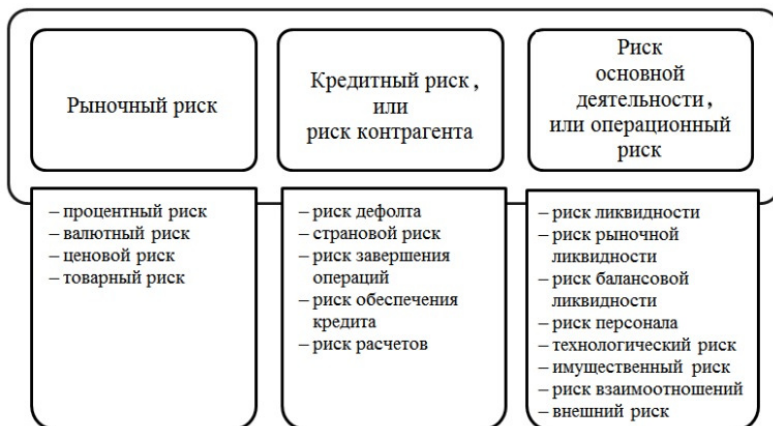 Рыночный риск
Кредитный риск,
или
риск контрагента
Риск
основной
деятельности,
или операционный
риск
– процентный риск
– валютный риск
– ценовой риск
– товарный риск
– риск дефолта
– страновой риск
– риск завершения
операций
– риск обеспечения
кредита
– риск расчетов
– риск ликвидности
– риск рыночной
ликвидности
– риск балансовой
ликвидности
– риск персонала
– технологический риск
– имущественный риск
– риск взаимоотношений
– внешний риск